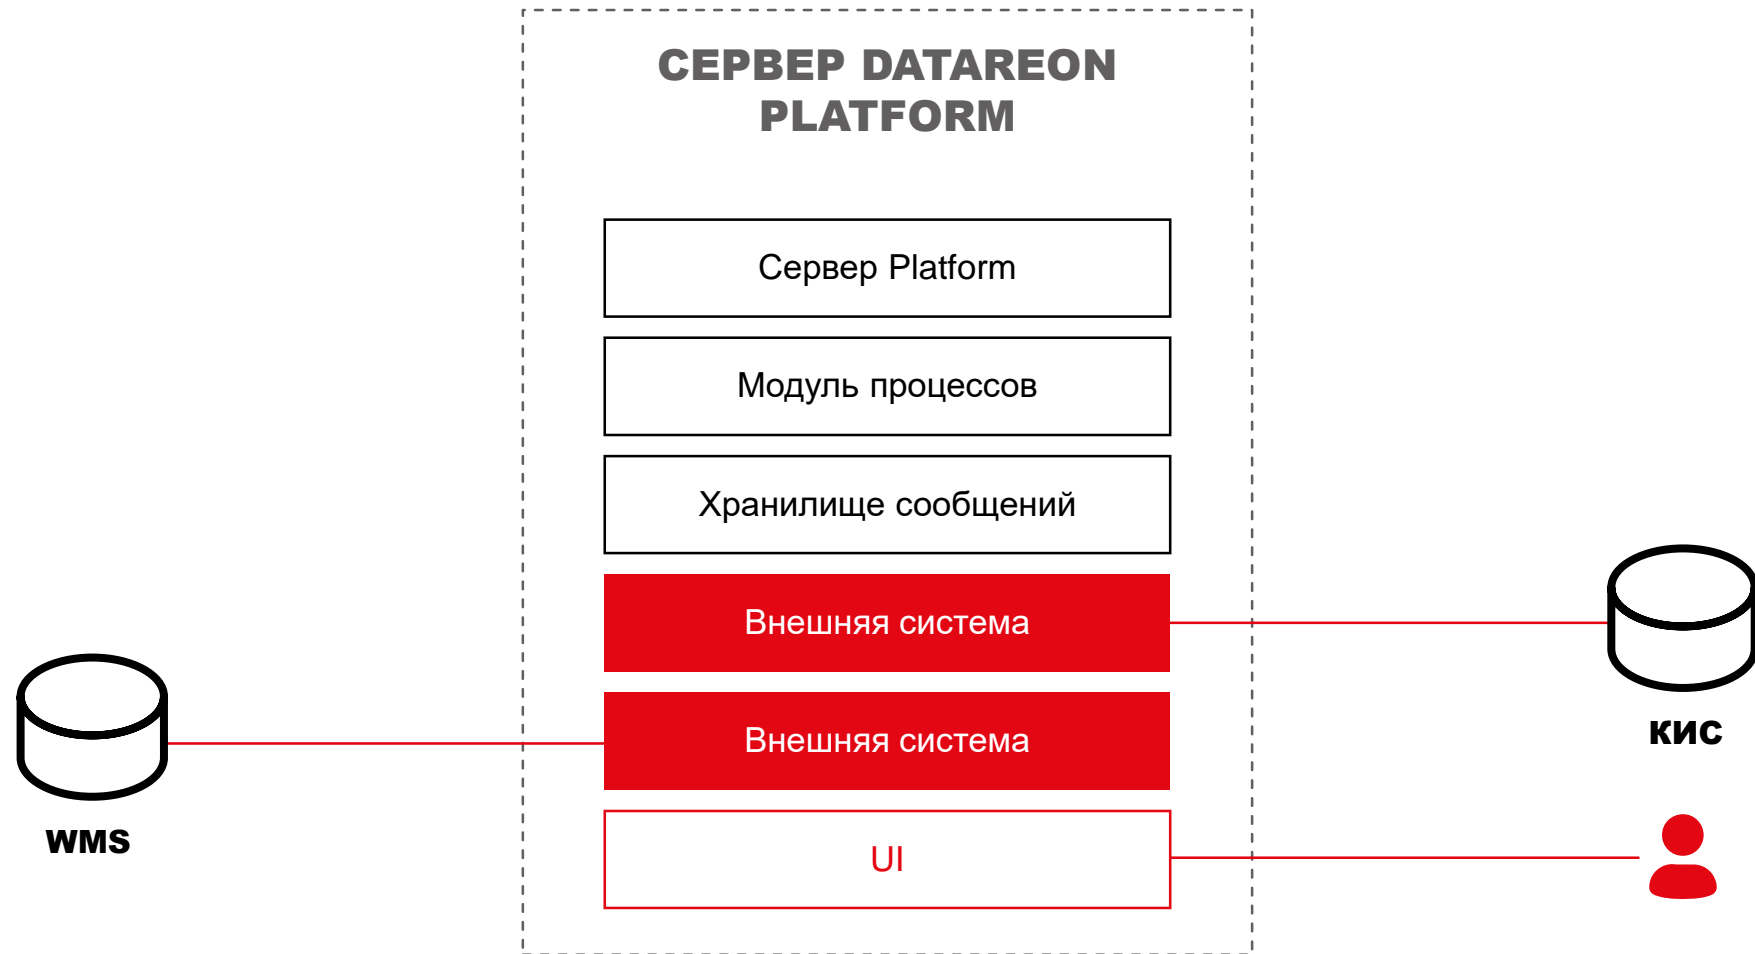 СЕРВЕР DATAREON
PLATFORM
Сервер Platform
Модуль процессов
Хранилище сообщений
Внешняя система
Внешняя система
КИС
WMS
UI